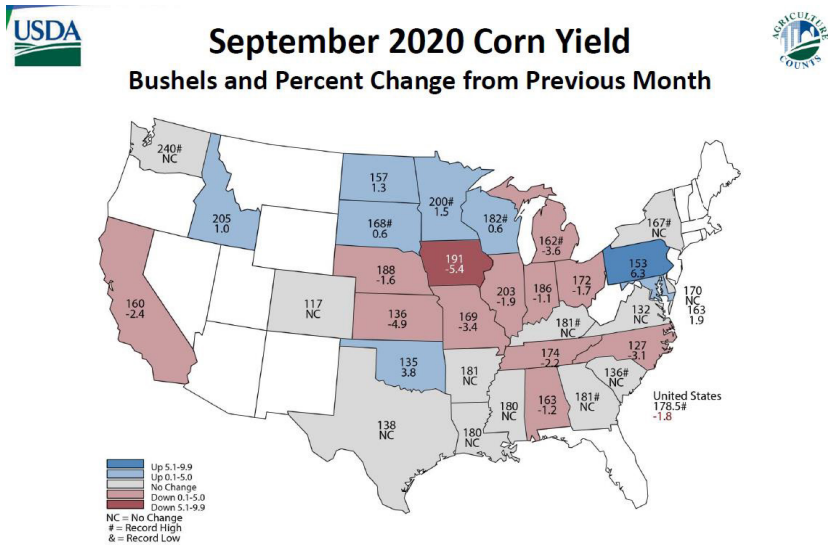 USDA
AGRICULTURE
COUNTS
September 2020 Corn Yield
Bushels and Percent Change from Previous Month
240#
NC
205
1.0
160
-2.4
117
NC
157
1.3
168#
0.6
188
-1.6
136
-4.9
135
3.8
138
NC
200#
1.5
191
-5.4
169
-3.4
181
NC
180
NC
182#
0.6
203
-1.9
162#
-3.6
186
-1.1
172
-1.7
181#
NC
174
-2.2
180
NC
163
-1.2
181#
NC
136#
NC
127
-3.1
132
NC
153
6.3
167#
NC
170
NC
163
1.9
United States
178.5#
-1.8
Up 5.1-9.9
Up 0.1-5.0
No Change
Down 0.1-5.0
Down 5.1-9.9
NC = No Change
# = Record High
& = Record Low